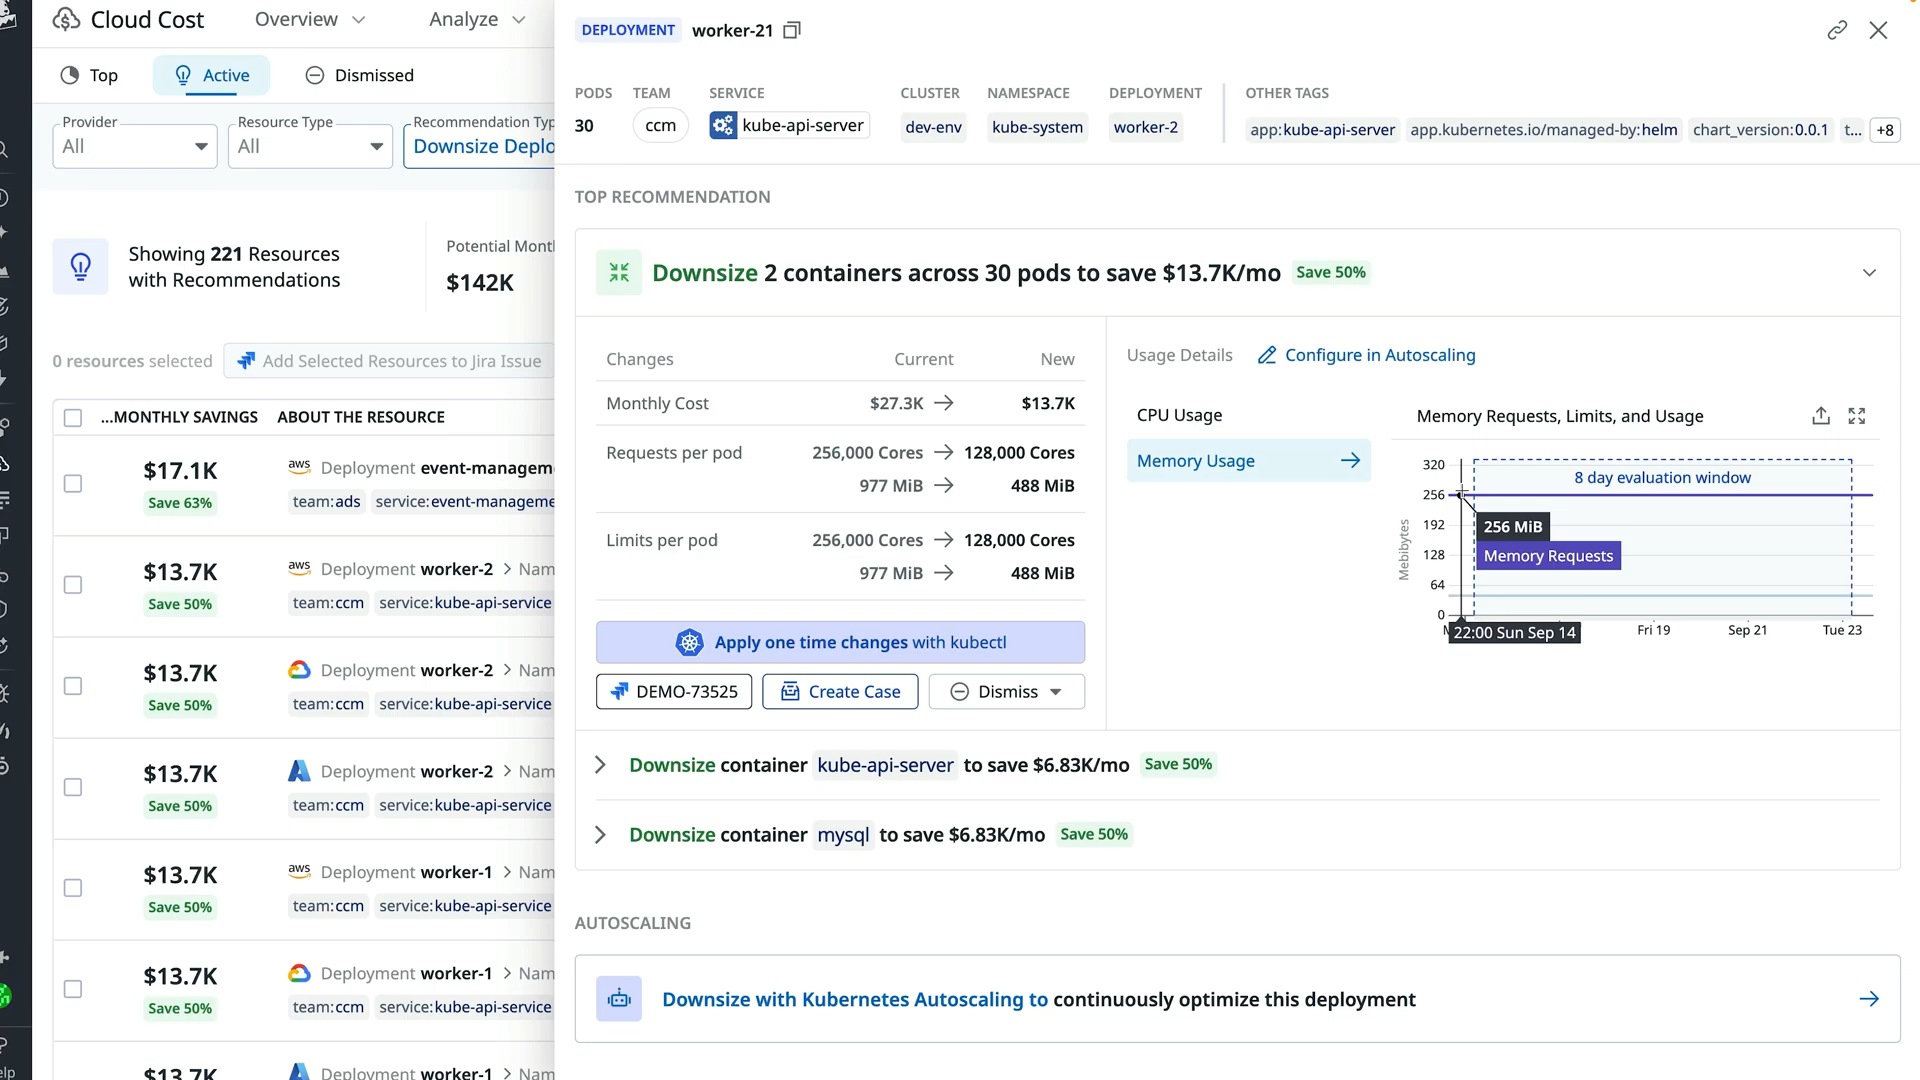 Cloud Cost
Overview
Analyze
Top
Active
Dismissed
Provider
All
Resource Type
All
Recommendation Typ
Downsize Deplo
Showing 221 Resources
with Recommendations
Potential Mont
$142K
0 resources selected
Add Selected Resources to Jira Issue
...MONTHLY SAVINGS ABOUT THE RESOURCE
$17.1K
Save 63%
aws Deployment event-managem
team:ads service:event-manageme
$13.7K
Save 50%
aws Deployment worker-2 > Nam
team:ccm service:kube-api-service
$13.7K
Save 50%
Deployment worker-2 > Nam
team:ccm service:kube-api-service
$13.7K
Save 50%
Deployment worker-2 > Nam
team:ccm service:kube-api-service
$13.7K
Save 50%
aws Deployment worker-1 > Nam
team:ccm service:kube-api-service
$13.7K
Save 50%
Deployment worker-1 > Nam
team:ccm service:kube-api-service
$13.7K
Deployment worker-1 > Nam
elp
DEPLOYMENT worker-21
PODS
30
TEAM
ccm
SERVICE
kube-api-server
CLUSTER
dev-env
NAMESPACE
kube-system
DEPLOYMENT
worker-2
OTHER TAGS
app:kube-api-server app.kubernetes.io/managed-by:helm chart_version:0.0.1 t... +8
TOP RECOMMENDATION
Downsize 2 containers across 30 pods to save $13.7K/mo Save 50%
Changes Current New
Monthly Cost $27.3K → $13.7K
Requests per pod 256,000 Cores → 128,000 Cores
977 MiB → 488 MiB
Limits per pod 256,000 Cores → 128,000 Cores
977 MiB → 488 MiB
Apply one time changes with kubectl
DEMO-73525
Create Case
Dismiss
Usage Details
Configure in Autoscaling
CPU Usage
Memory Usage →
Memory Requests, Limits, and Usage
Mebibytes
320
256
192
128
64
0
8 day evaluation window
256 MiB
Memory Requests
M
22:00 Sun Sep 14
Fri 19
Sep 21
Tue 23
Downsize container kube-api-server to save $6.83K/mo Save 50%
Downsize container mysql to save $6.83K/mo Save 50%
AUTOSCALING
Downsize with Kubernetes Autoscaling to continuously optimize this deployment →